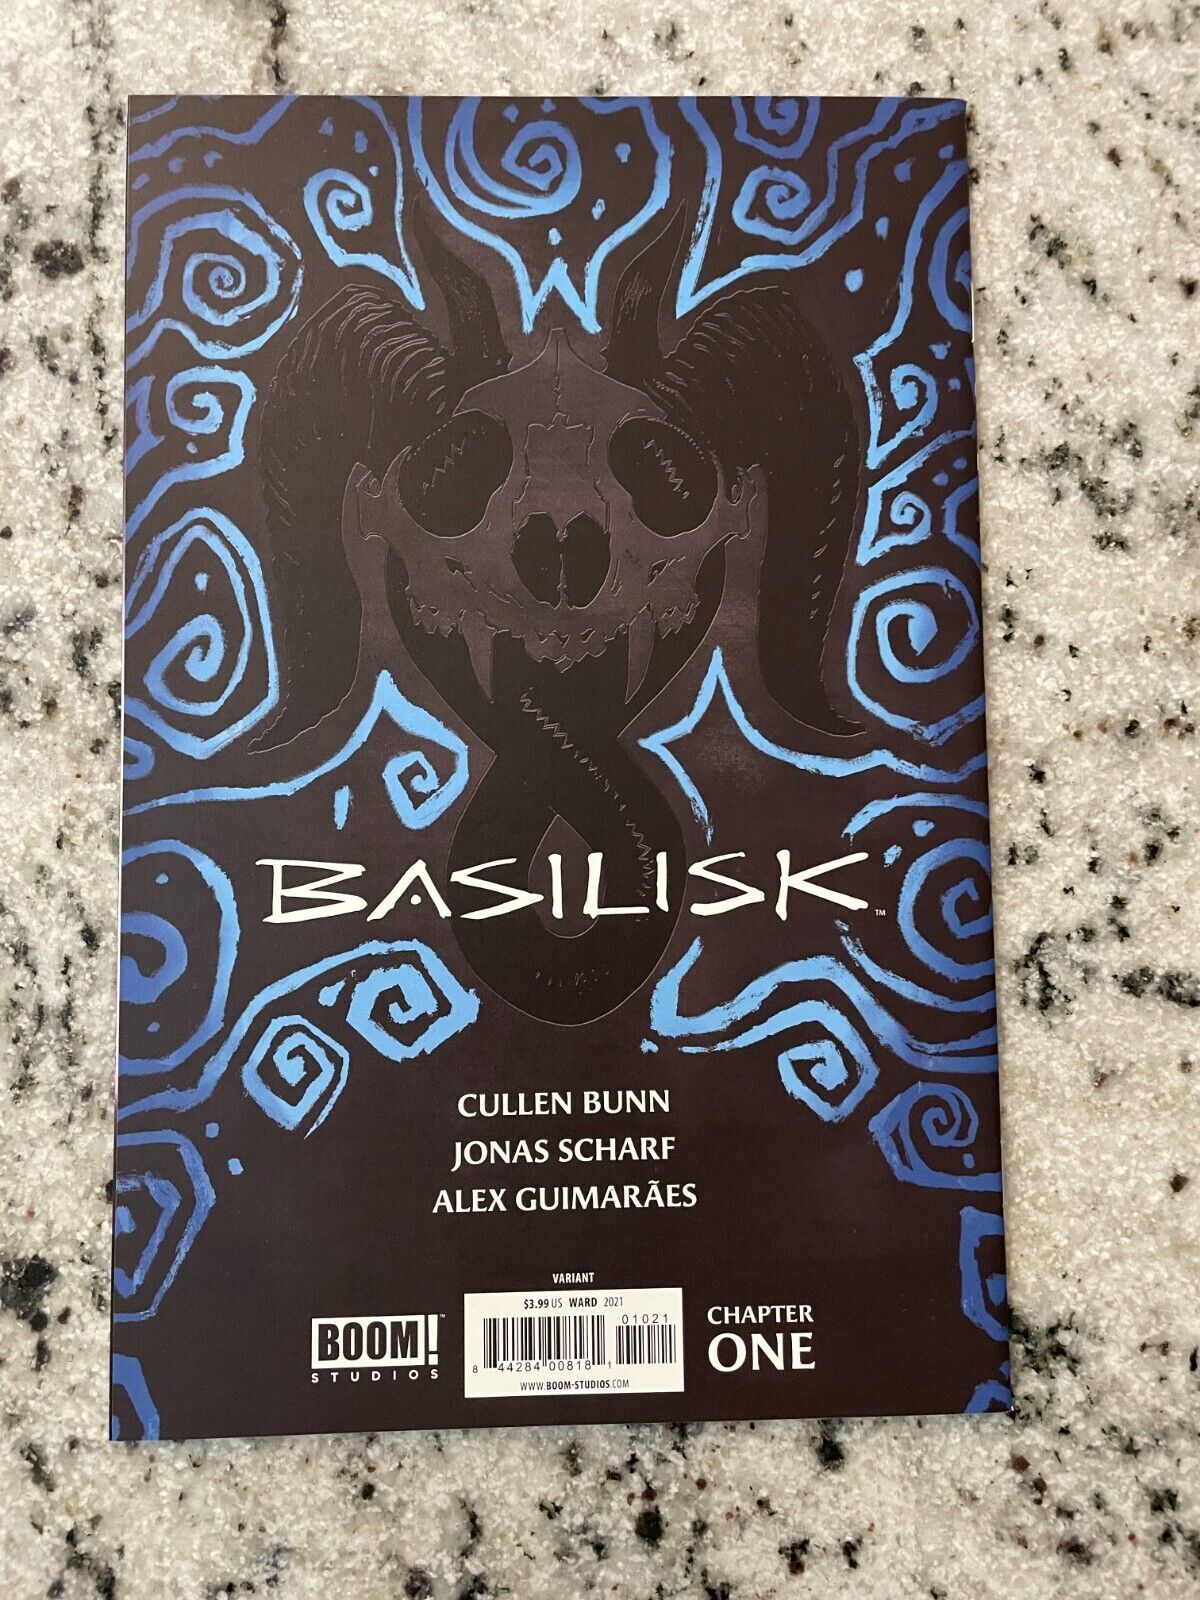 BASILISK™
CULLEN BUNN
JONAS SCHARF
ALEX GUIMARÃES
VARIANT
$3.99 US WARD 2021
01021
8 44284 00818 1
WWW.BOOM-STUDIOS.COM
BOOM!™
STUDIOS
CHAPTER
ONE